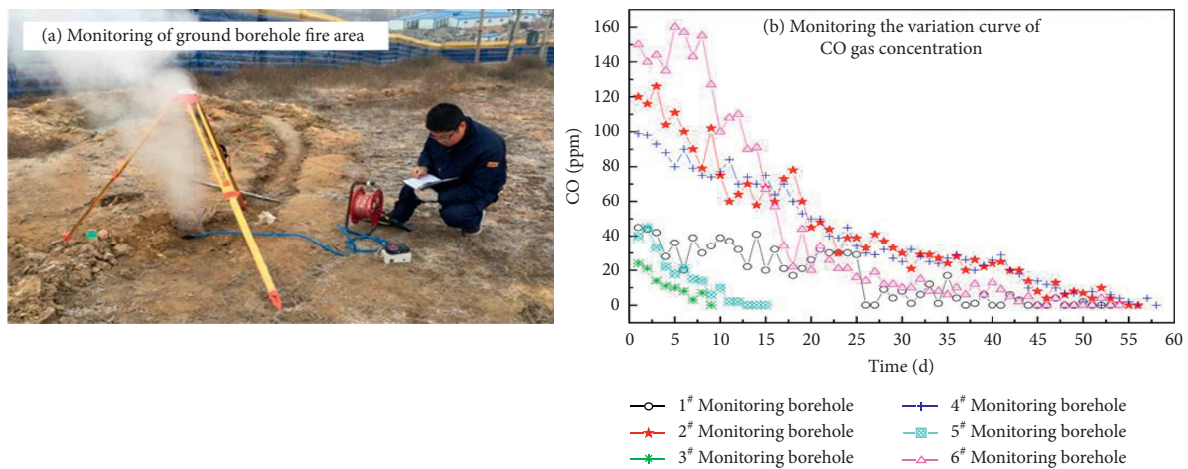 (a) Monitoring of ground borehole fire area
(b) Monitoring the variation curve of
CO gas concentration
CO (ppm)
160
140
120
100
80
60
40
20
0
0 5 10 15 20 25 30 35 40 45 50 55 60
Time (d)
1# Monitoring borehole
2# Monitoring borehole
3# Monitoring borehole
4# Monitoring borehole
5# Monitoring borehole
6# Monitoring borehole